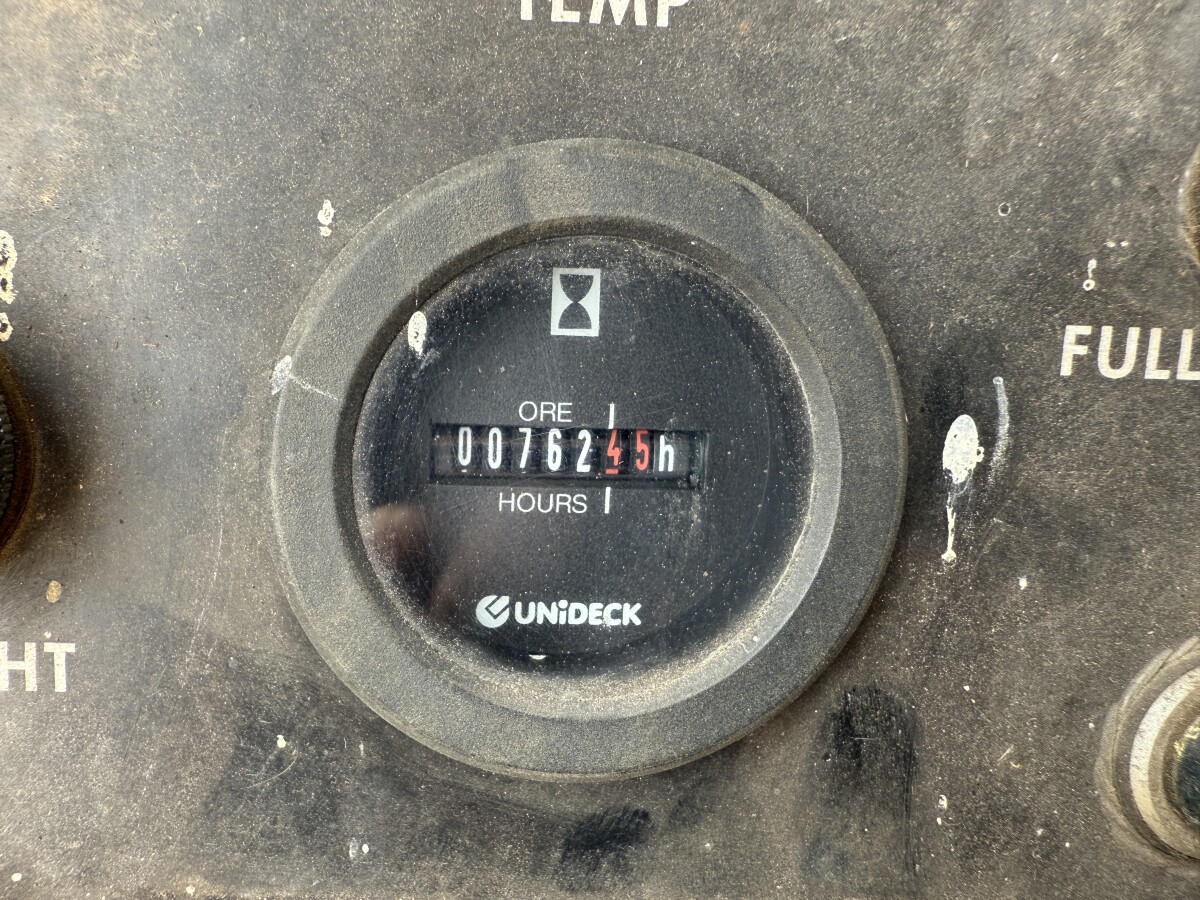 TEMP
FULL
ORE
0076245h
HOURS
UNiDECK
HT